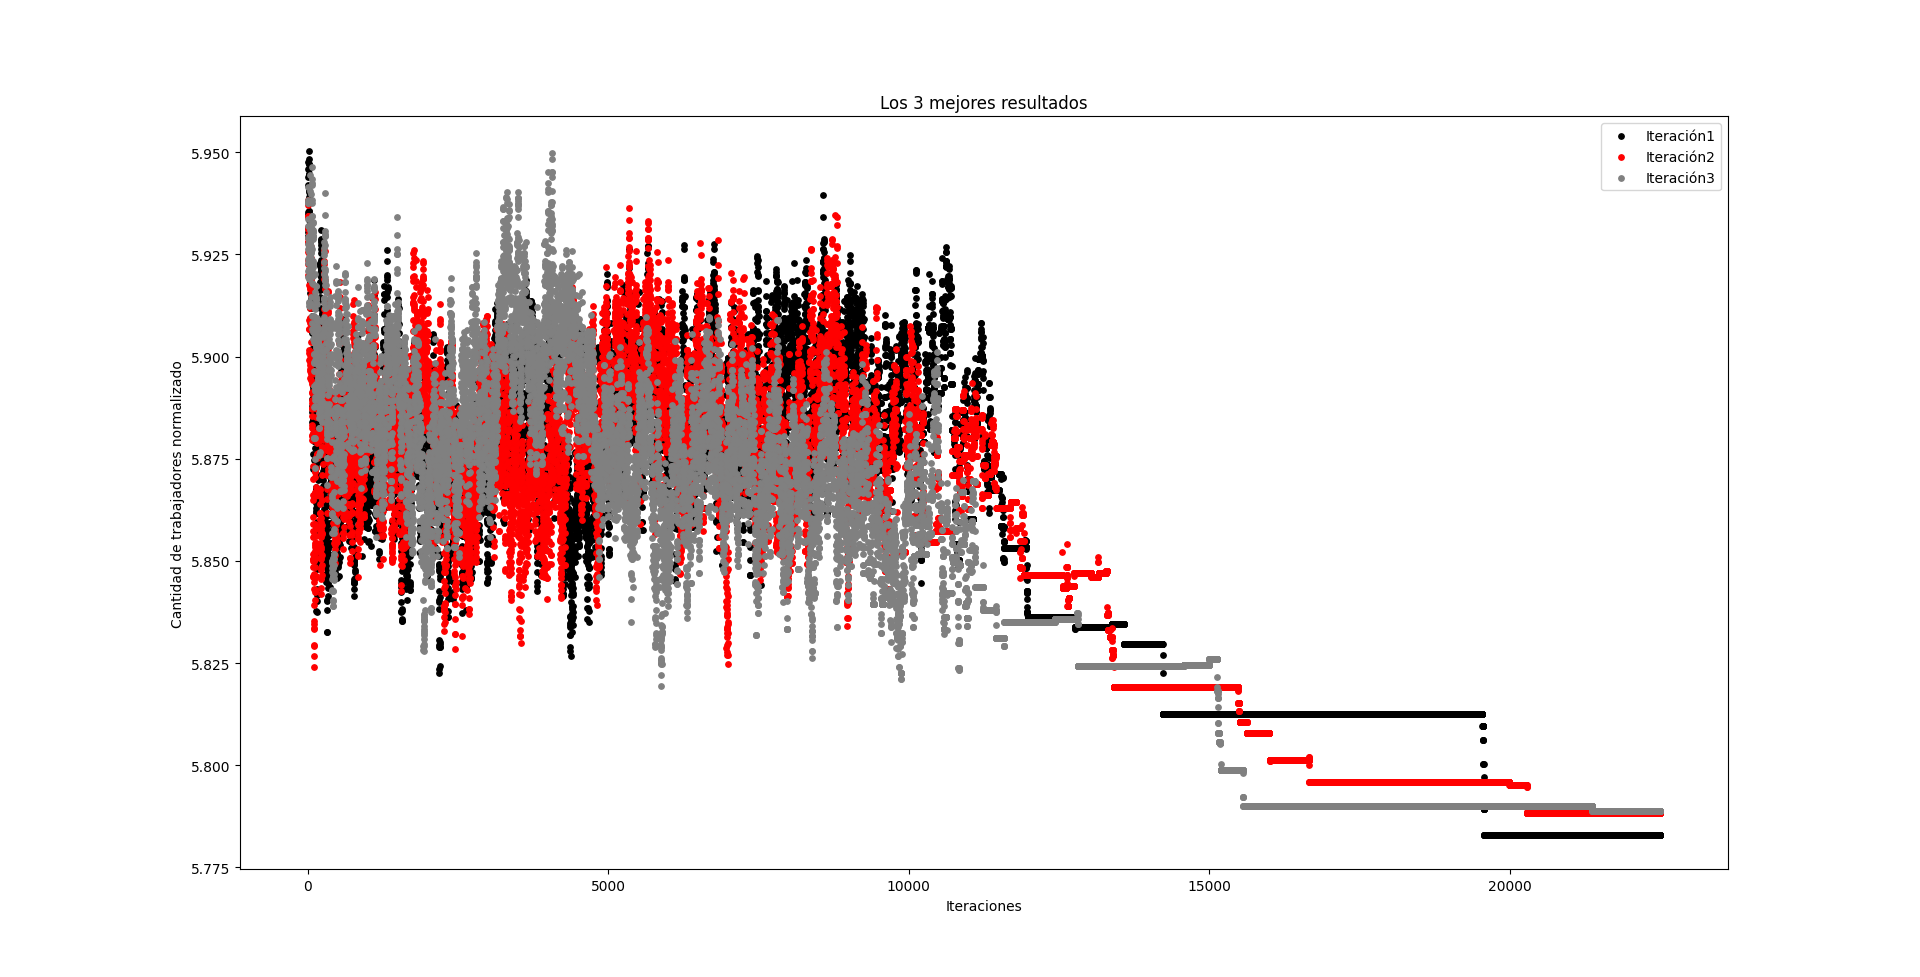 Los 3 mejores resultados
Iteración1
Iteración2
Iteración3
Cantidad de trabajadores normalizado
5.950
5.925
5.900
5.875
5.850
5.825
5.800
5.775
0 5000 10000 15000 20000
Iteraciones